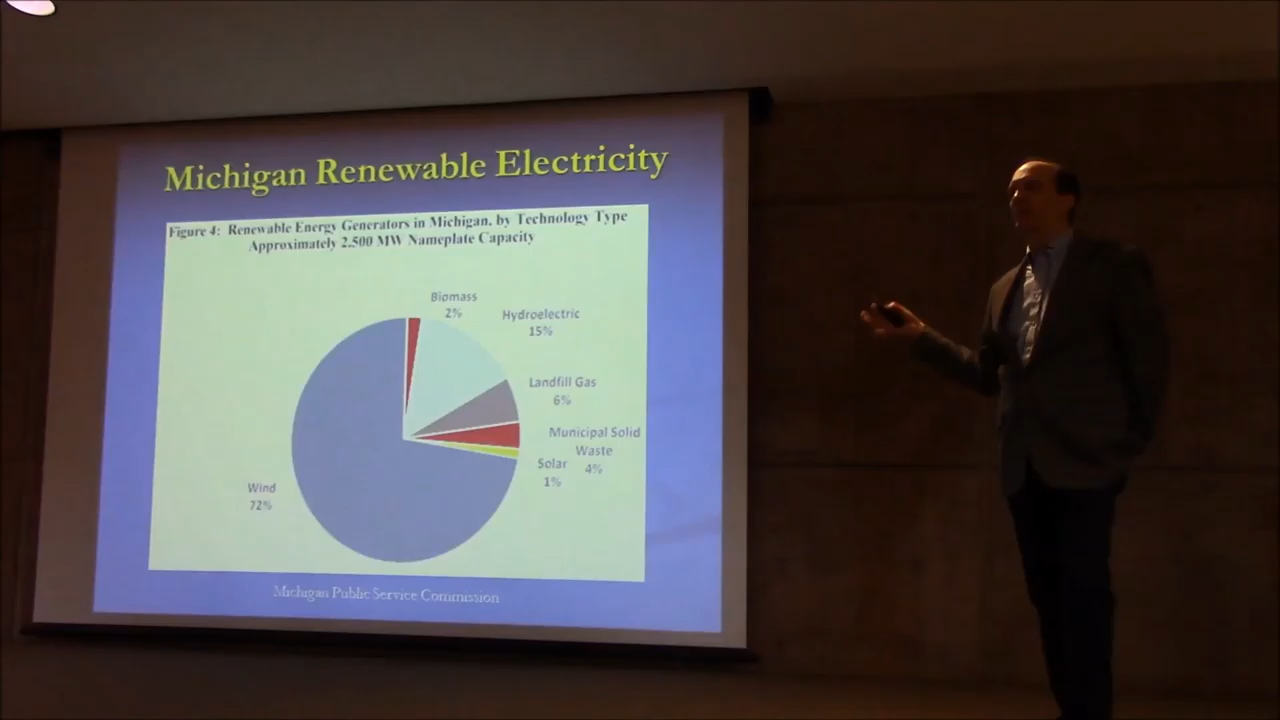 Michigan Renewable Electricity
Figure 4: Renewable Energy Generators in Michigan, by Technology Type
Approximately 2,500 MW Nameplate Capacity
Biomass
2%
Hydroelectric
15%
Landfill Gas
6%
Municipal Solid
Waste
4%
Solar
1%
Wind
72%
Michigan Public Service Commission